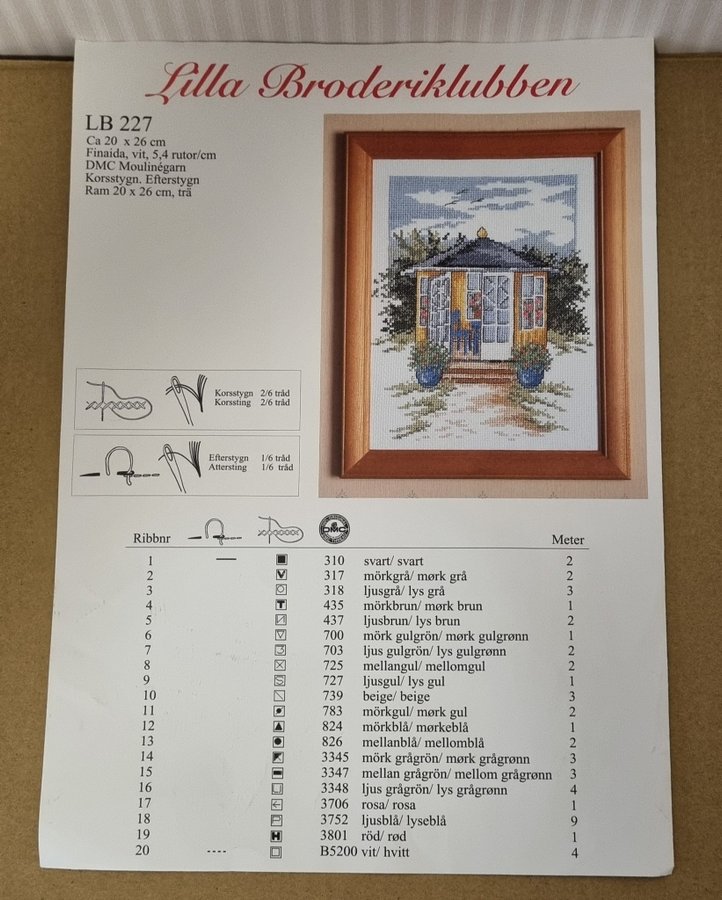 Lilla Broderiklubben
LB 227
Ca 20 x 26 cm
Finaida, vit, 5,4 rutor/cm
DMC Moulinégarn
Korsstygn. Efterstygn
Ram 20 x 26 cm, trä
Korsstygn 2/6 tråd
Korssting 2/6 tråd
Efterstygn 1/6 tråd
Attersting 1/6 tråd
Ribbnr DMC Meter
1 310 svart/ svart 2
2 317 mörkgrå/ mørk grå 2
3 318 ljusgrå/ lys grå 3
4 435 mörkbrun/ mørk brun 1
5 437 ljusbrun/ lys brun 2
6 700 mörk gulgrön/ mørk gulgrønn 1
7 703 ljus gulgrön/ lys gulgrønn 2
8 725 mellangul/ mellomgul 2
9 727 ljusgul/ lys gul 1
10 739 beige/ beige 3
11 783 mörkgul/ mørk gul 2
12 824 mörkblå/ mørkeblå 1
13 826 mellanblå/ mellomblå 2
14 3345 mörk grågrön/ mørk grågrønn 3
15 3347 mellan grågrön/ mellom grågrønn 3
16 3348 ljus grågrön/ lys grågrønn 4
17 3706 rosa/ rosa 1
18 3752 ljusblå/ lyseblå 9
19 3801 röd/ rød 1
20 B5200 vit/ hvitt 4